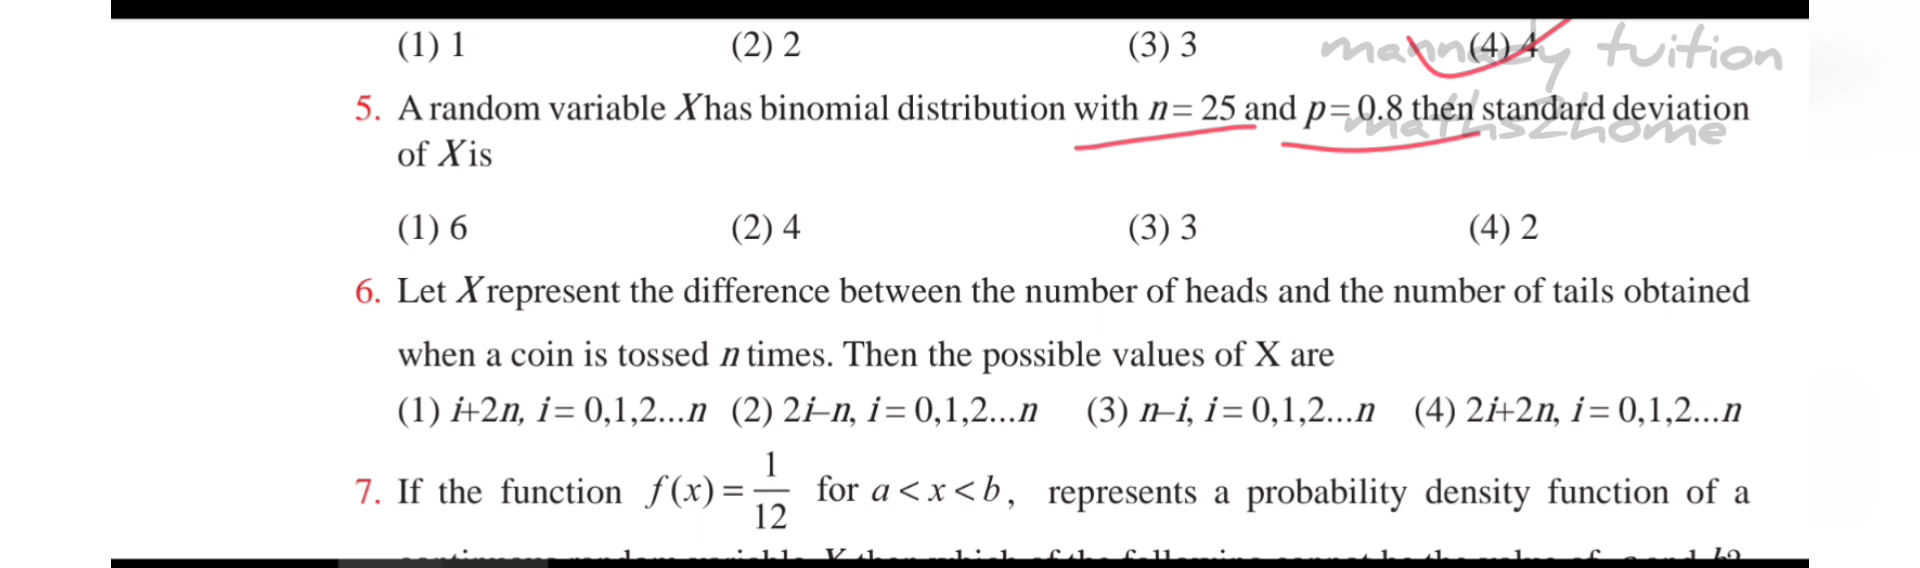 (1) 1 (2) 2 (3) 3 (4) 4
mannady tuition
5. A random variable X has binomial distribution with n = 25 and p = 0.8 then standard deviation
maths2home
of X is
(1) 6 (2) 4 (3) 3 (4) 2
6. Let X represent the difference between the number of heads and the number of tails obtained
when a coin is tossed n times. Then the possible values of X are
(1) i+2n, i = 0,1,2...n (2) 2i–n, i = 0,1,2...n (3) n–i, i = 0,1,2...n (4) 2i+2n, i = 0,1,2...n
7. If the function f(x) = 1/12 for a < x < b, represents a probability density function of a